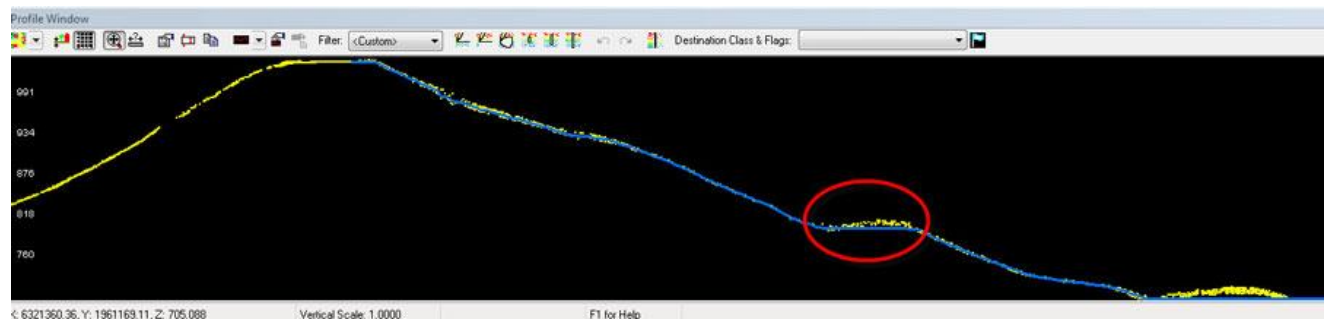 Profile Window
Filter: <Custom> Destination Class & Flags:
991
934
876
818
760
X: 6321360.36, Y: 1961169.11, Z: 705.088 Vertical Scale: 1.0000 F1 for Help